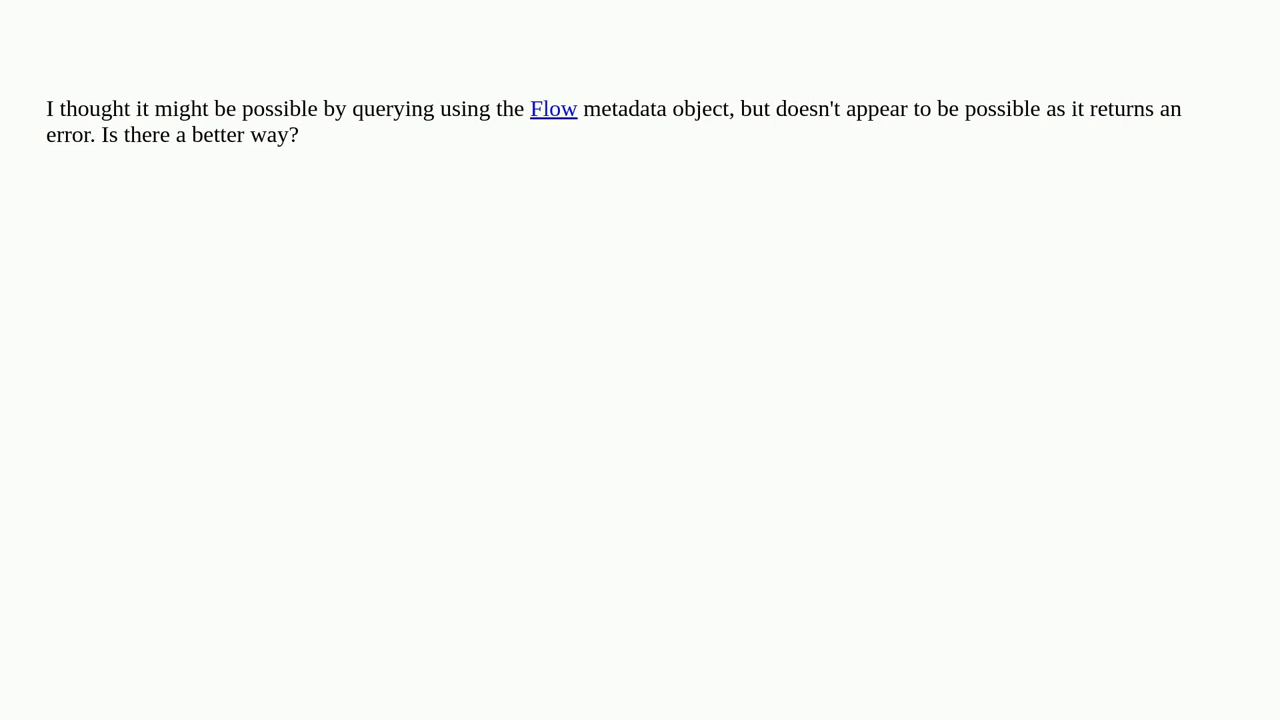 I thought it might be possible by querying using the Flow metadata object, but doesn't appear to be possible as it returns an
error. Is there a better way?